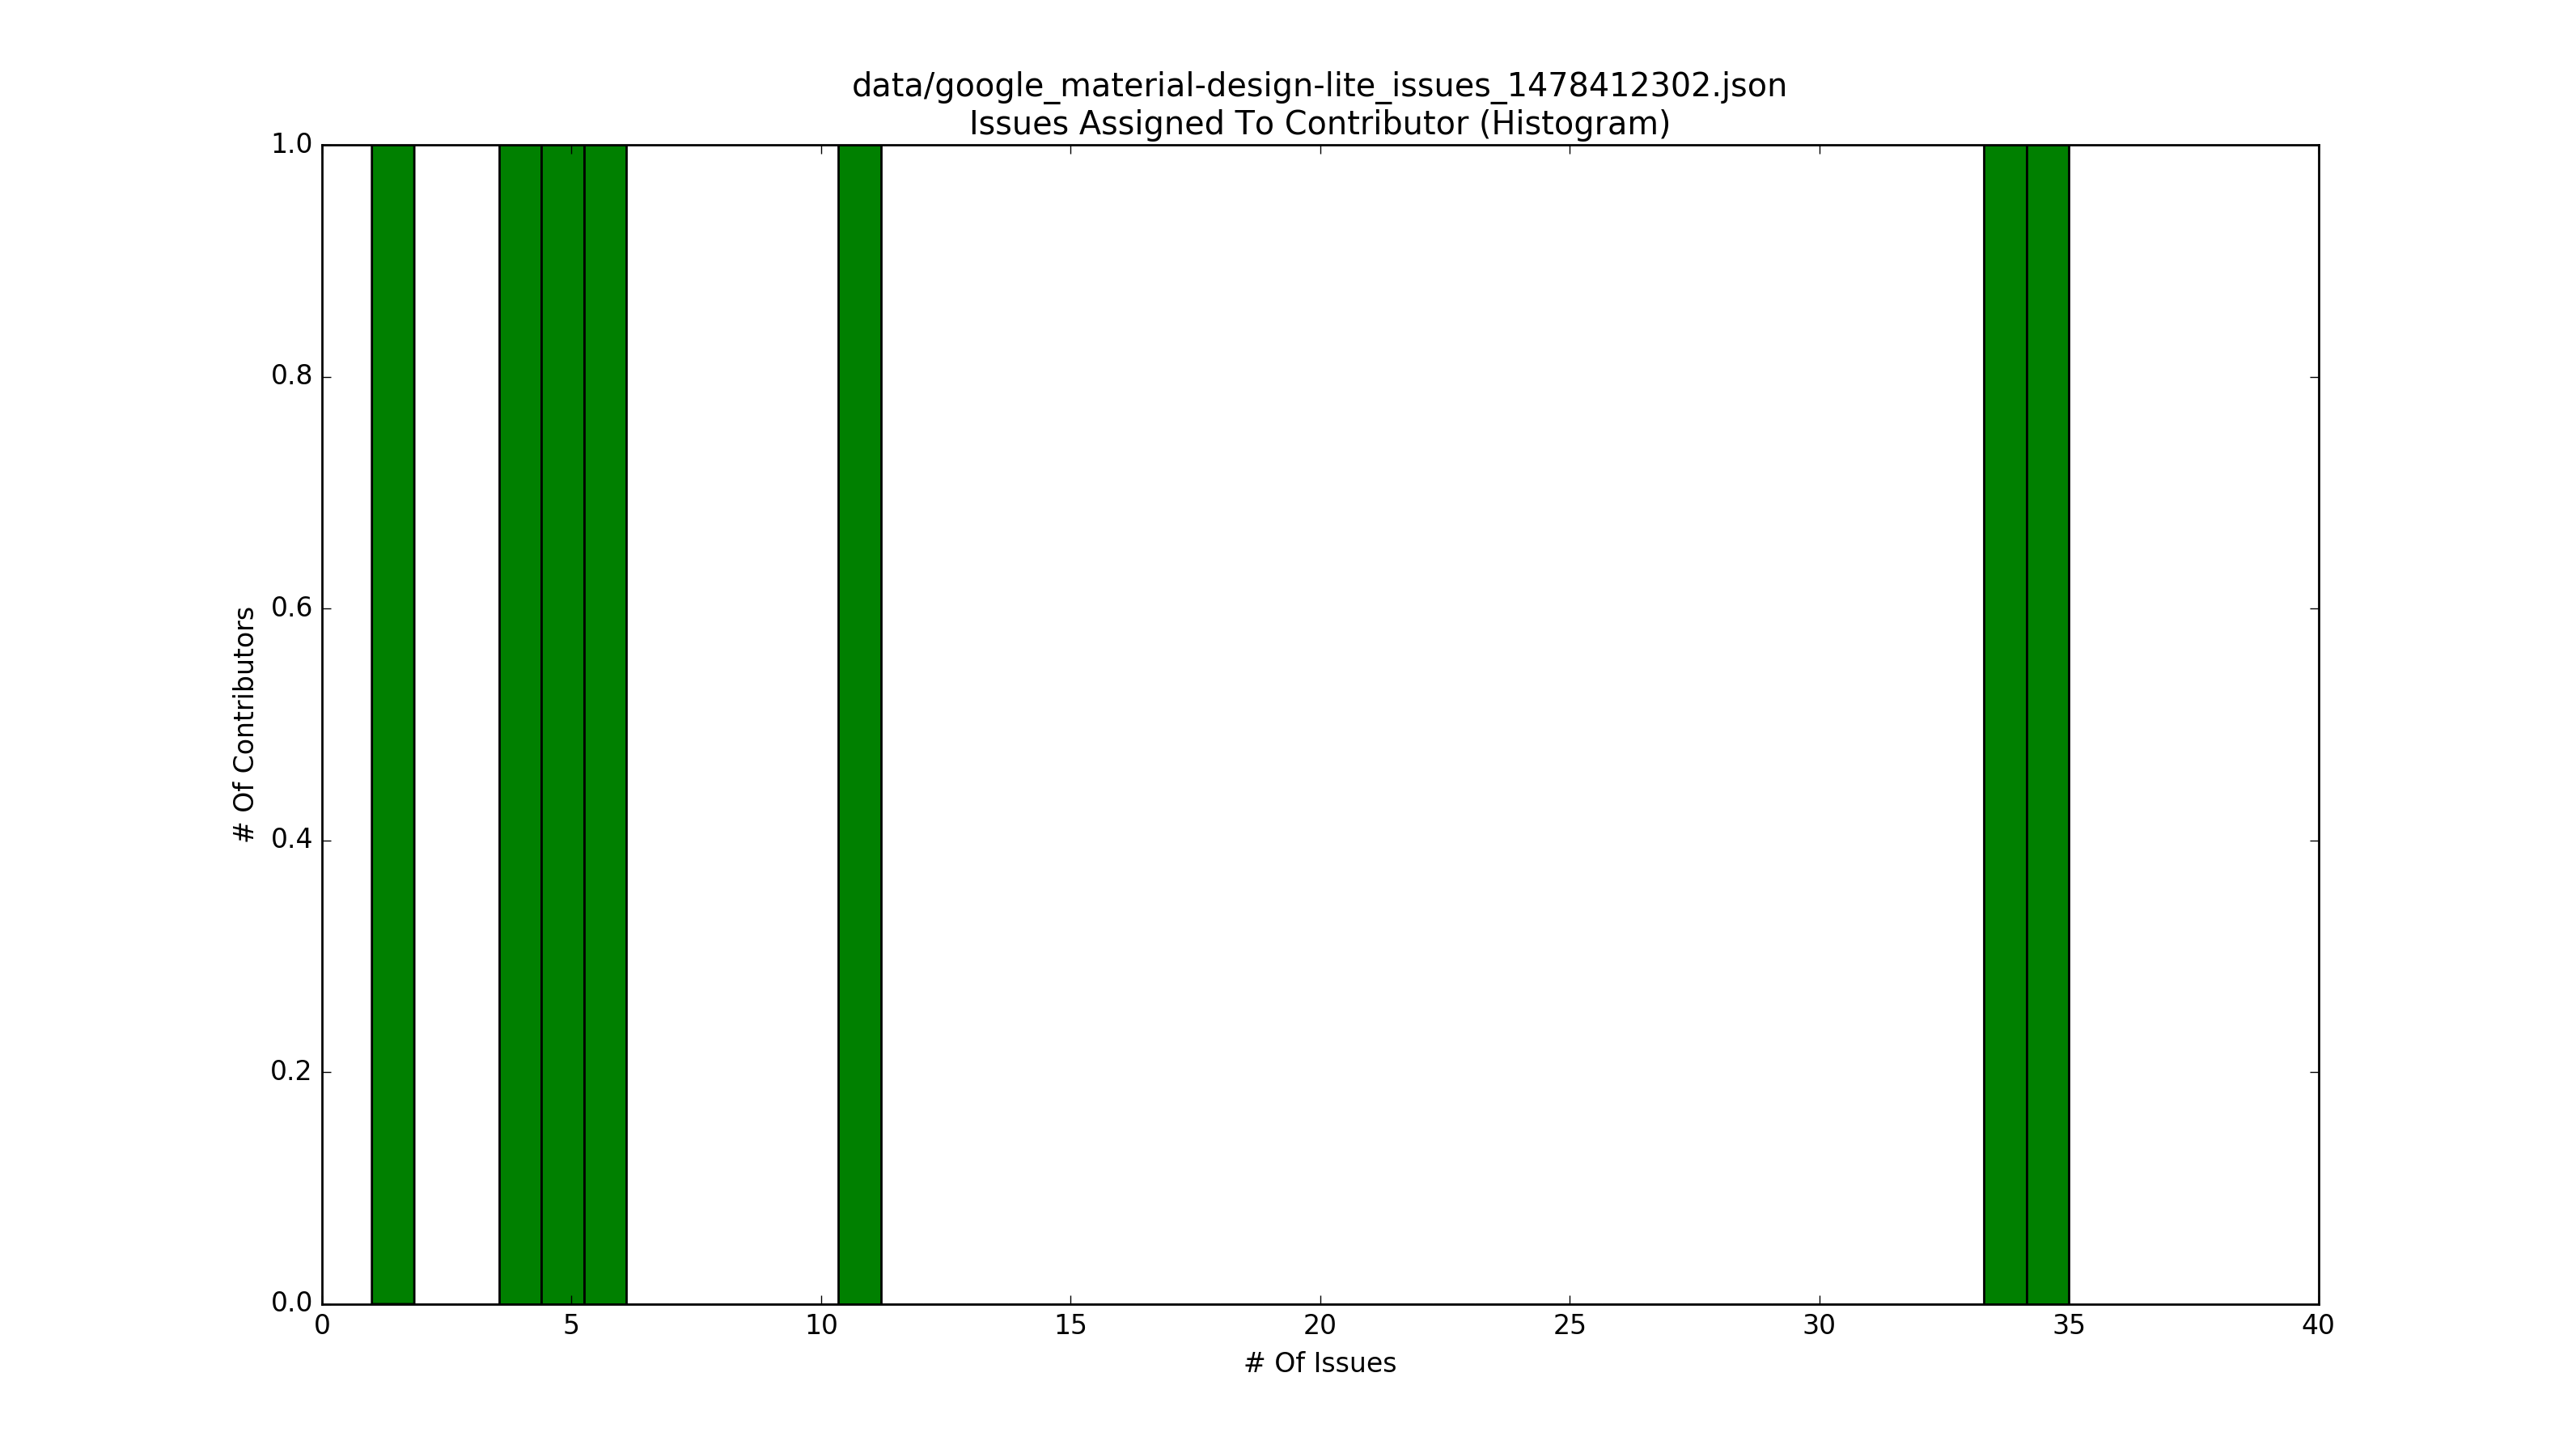 data/google_material-design-lite_issues_1478412302.json
Issues Assigned To Contributor (Histogram)
1.0
0.8
0.6
0.4
0.2
0.0
# Of Contributors
0 5 10 15 20 25 30 35 40
# Of Issues